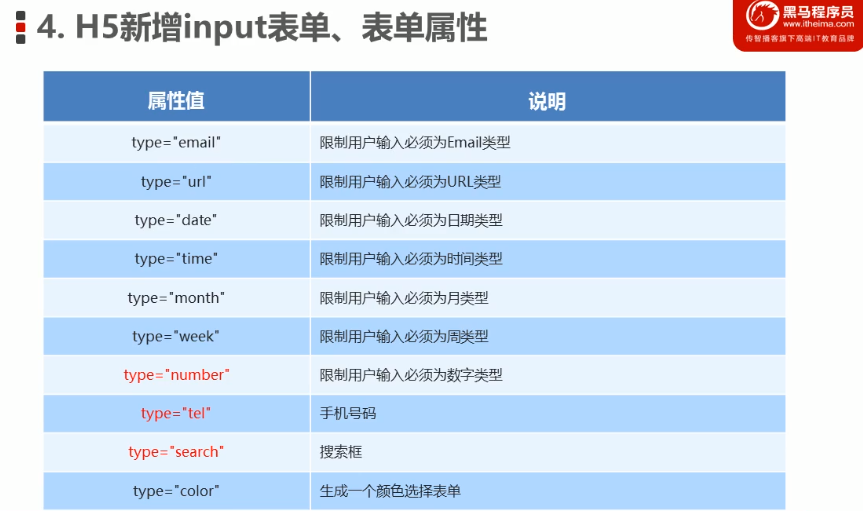 4. H5新增input表单、表单属性
黑马程序员
www.itheima.com
传智播客旗下高端IT教育品牌
属性值 说明
type="email" 限制用户输入必须为Email类型
type="url" 限制用户输入必须为URL类型
type="date" 限制用户输入必须为日期类型
type="time" 限制用户输入必须为时间类型
type="month" 限制用户输入必须为月类型
type="week" 限制用户输入必须为周类型
type="number" 限制用户输入必须为数字类型
type="tel" 手机号码
type="search" 搜索框
type="color" 生成一个颜色选择表单